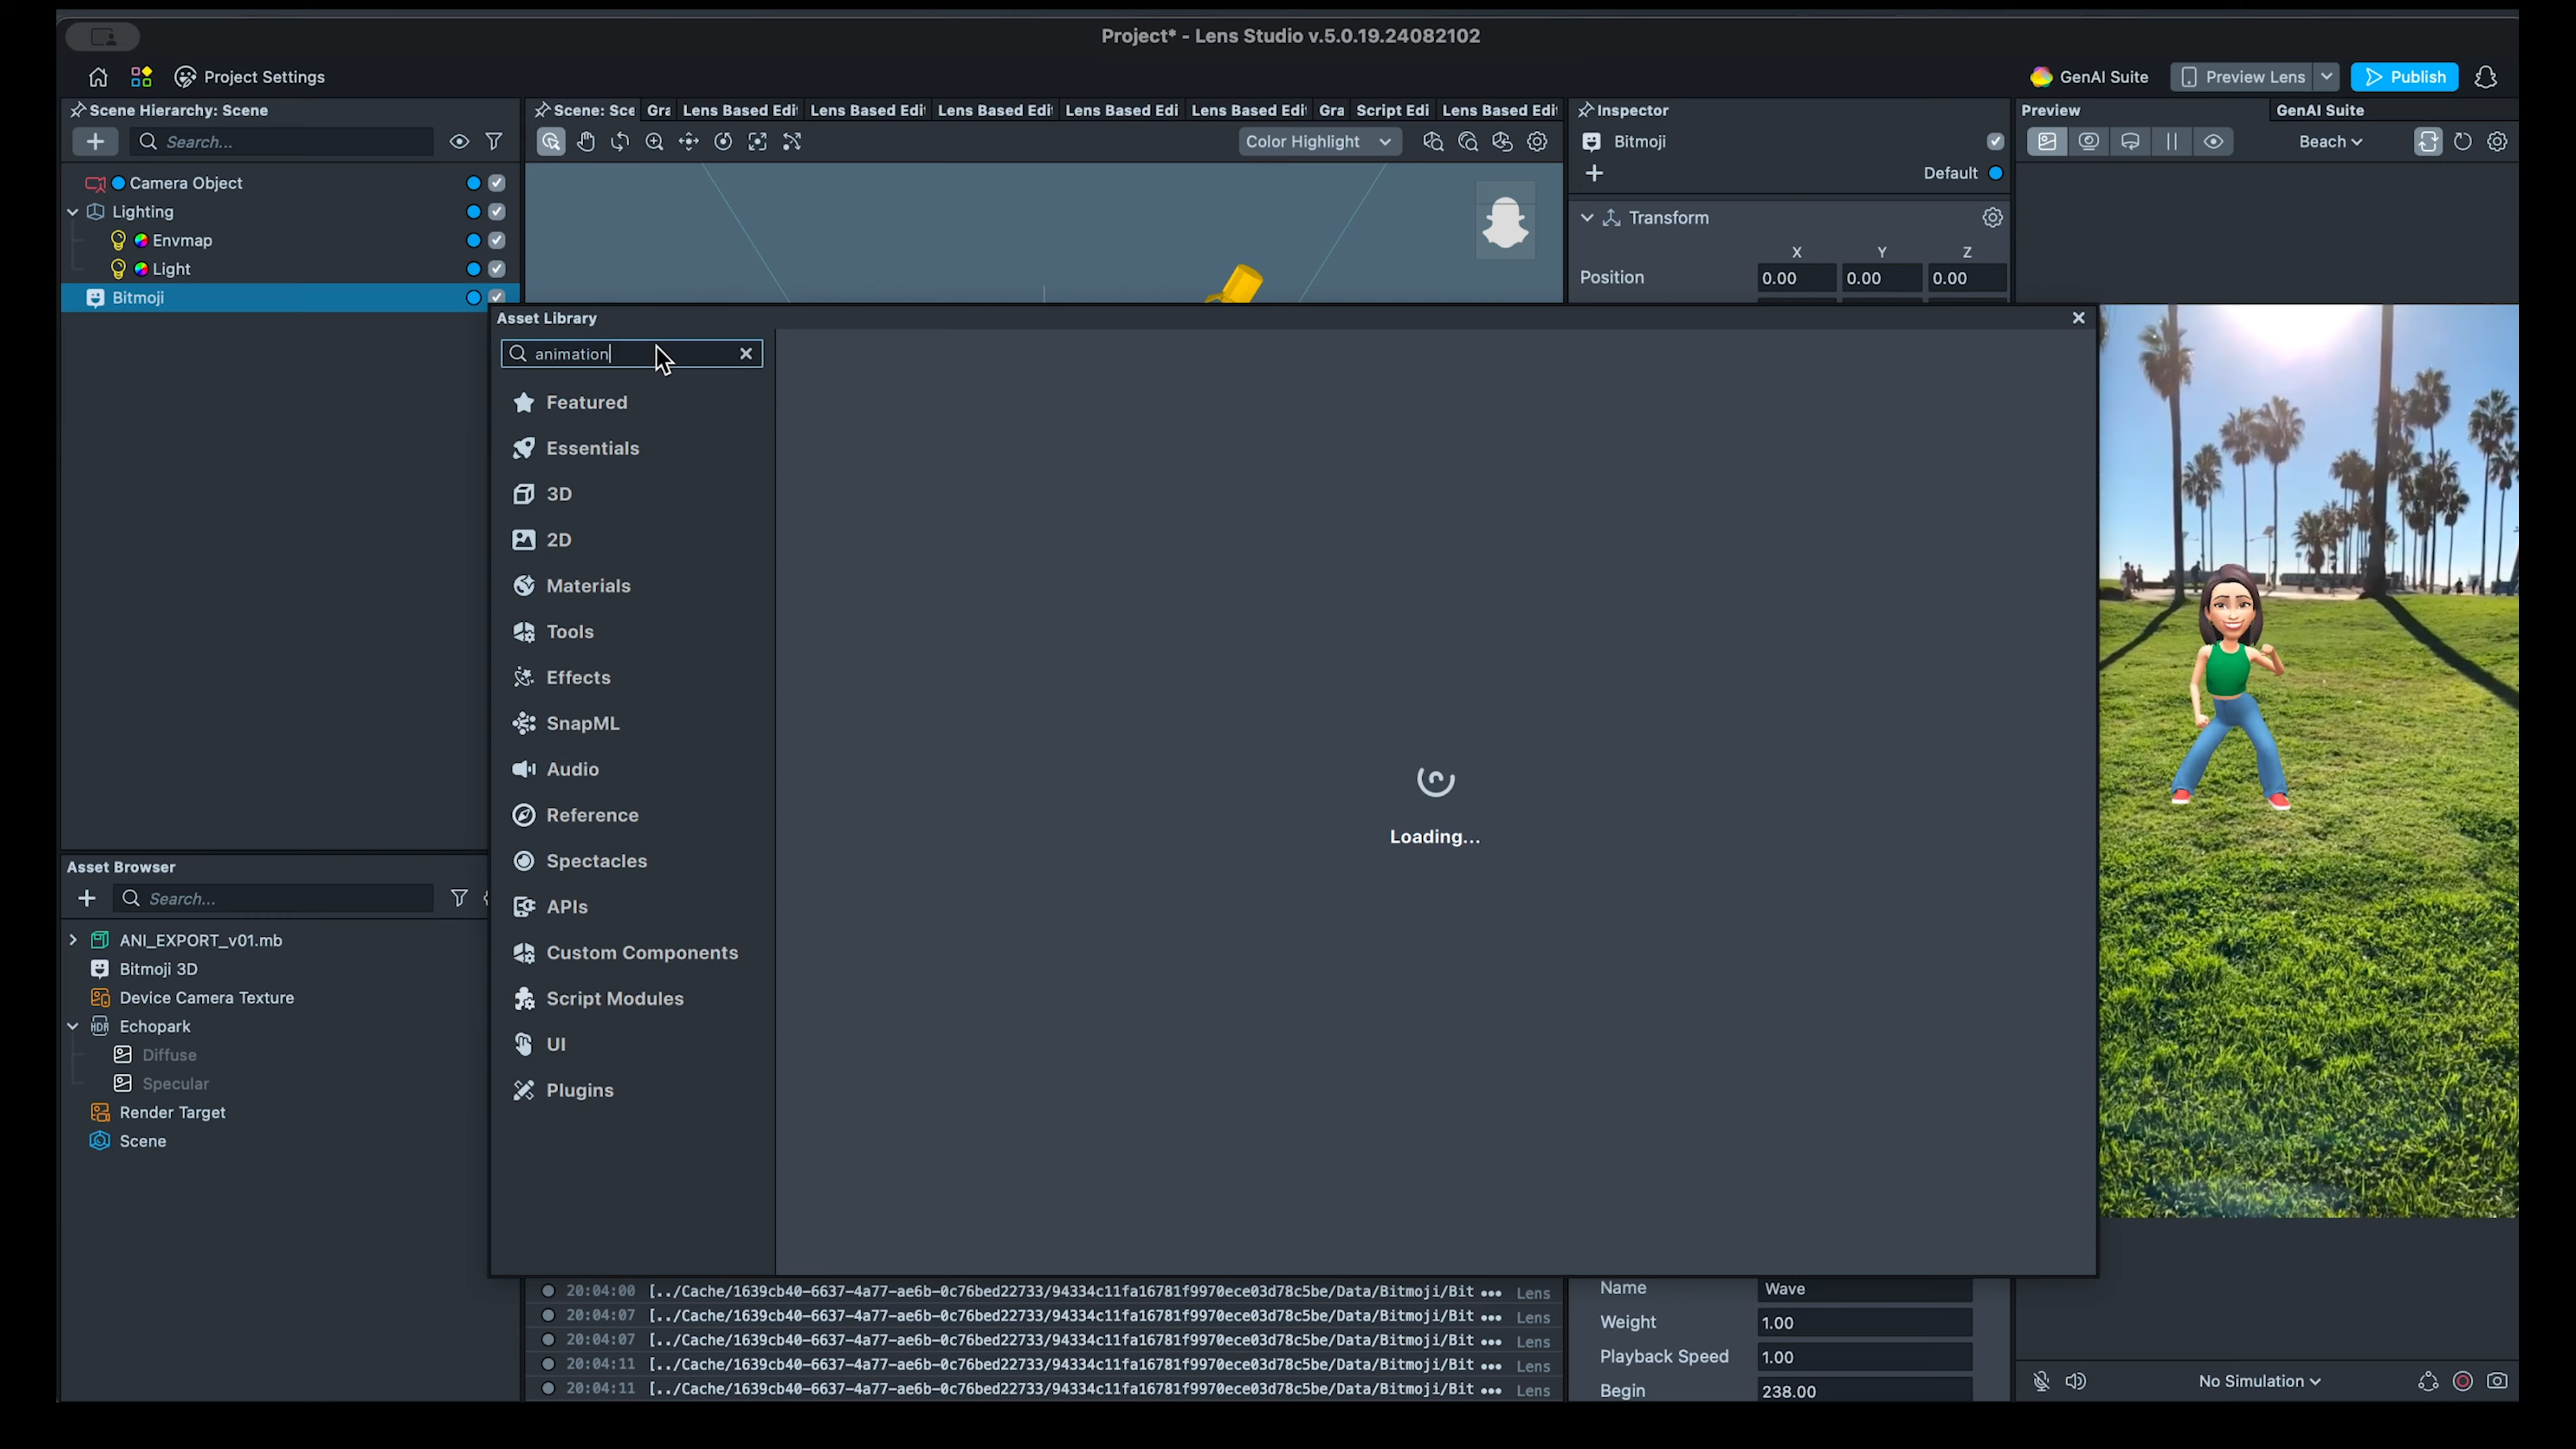 Project* - Lens Studio v.5.0.19.24082102
Project Settings
GenAI Suite
Preview Lens
Publish
Scene Hierarchy: Scene
Search...
Camera Object
Lighting
Envmap
Light
Bitmoji
Scene: Sce
Gra
Lens Based Edi
Lens Based Edi
Lens Based Edi
Lens Based Edi
Lens Based Edi
Gra
Script Edi
Lens Based Edi
Color Highlight
Inspector
Bitmoji
Default
Transform
X Y Z
Position 0.00 0.00 0.00
Preview
GenAI Suite
Beach
Asset Library
animation
Featured
Essentials
3D
2D
Materials
Tools
Effects
SnapML
Audio
Reference
Spectacles
APIs
Custom Components
Script Modules
UI
Plugins
Loading...
Asset Browser
Search...
ANI_EXPORT_v01.mb
Bitmoji 3D
Device Camera Texture
HDR Echopark
Diffuse
Specular
Render Target
Scene
20:04:00 [../Cache/1639cb40-6637-4a77-ae6b-0c76bed22733/94334c11fa16781f9970ece03d78c5be/Data/Bitmoji/Bit ••• Lens
20:04:07 [../Cache/1639cb40-6637-4a77-ae6b-0c76bed22733/94334c11fa16781f9970ece03d78c5be/Data/Bitmoji/Bit ••• Lens
20:04:07 [../Cache/1639cb40-6637-4a77-ae6b-0c76bed22733/94334c11fa16781f9970ece03d78c5be/Data/Bitmoji/Bit ••• Lens
20:04:11 [../Cache/1639cb40-6637-4a77-ae6b-0c76bed22733/94334c11fa16781f9970ece03d78c5be/Data/Bitmoji/Bit ••• Lens
20:04:11 [../Cache/1639cb40-6637-4a77-ae6b-0c76bed22733/94334c11fa16781f9970ece03d78c5be/Data/Bitmoji/Bit ••• Lens
Name Wave
Weight 1.00
Playback Speed 1.00
Begin 238.00
No Simulation